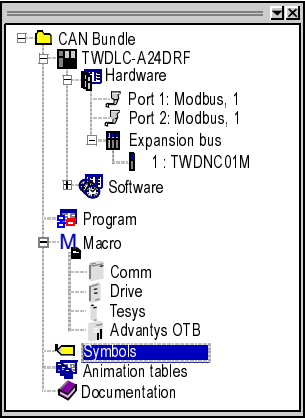 CAN Bundle
TWDLC-A24DRF
Hardware
Port 1: Modbus, 1
Port 2: Modbus, 1
Expansion bus
1 : TWDNC01M
Software
Program
M Macro
Comm
Drive
Tesys
Advantys OTB
Symbols
Animation tables
Documentation